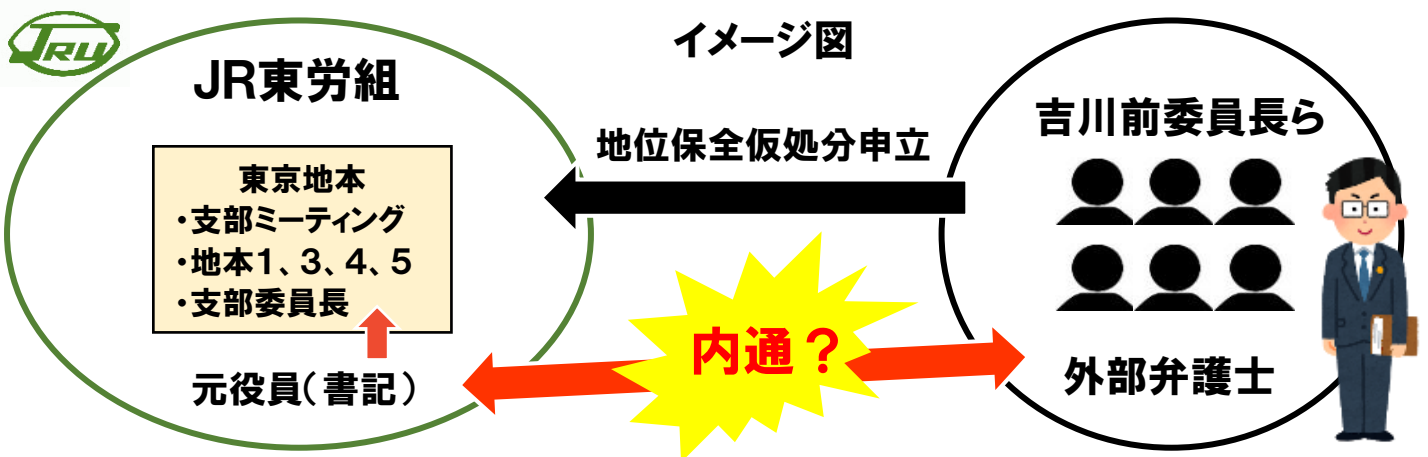 JRU
イメージ図
JR東労組
東京地本
・支部ミーティング
・地本1、3、4、5
・支部委員長
元役員(書記)
地位保全仮処分申立
内通?
吉川前委員長ら
外部弁護士